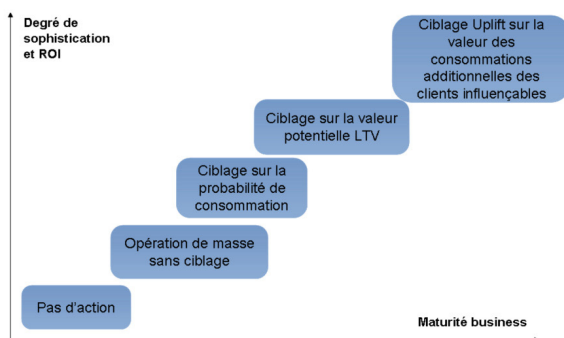 Degré de
sophistication
et ROI
Ciblage Uplift sur la
valeur des
consommations
additionnelles des
clients influençables
Ciblage sur la valeur
potentielle LTV
Ciblage sur la
probabilité de
consommation
Opération de masse
sans ciblage
Pas d'action
Maturité business